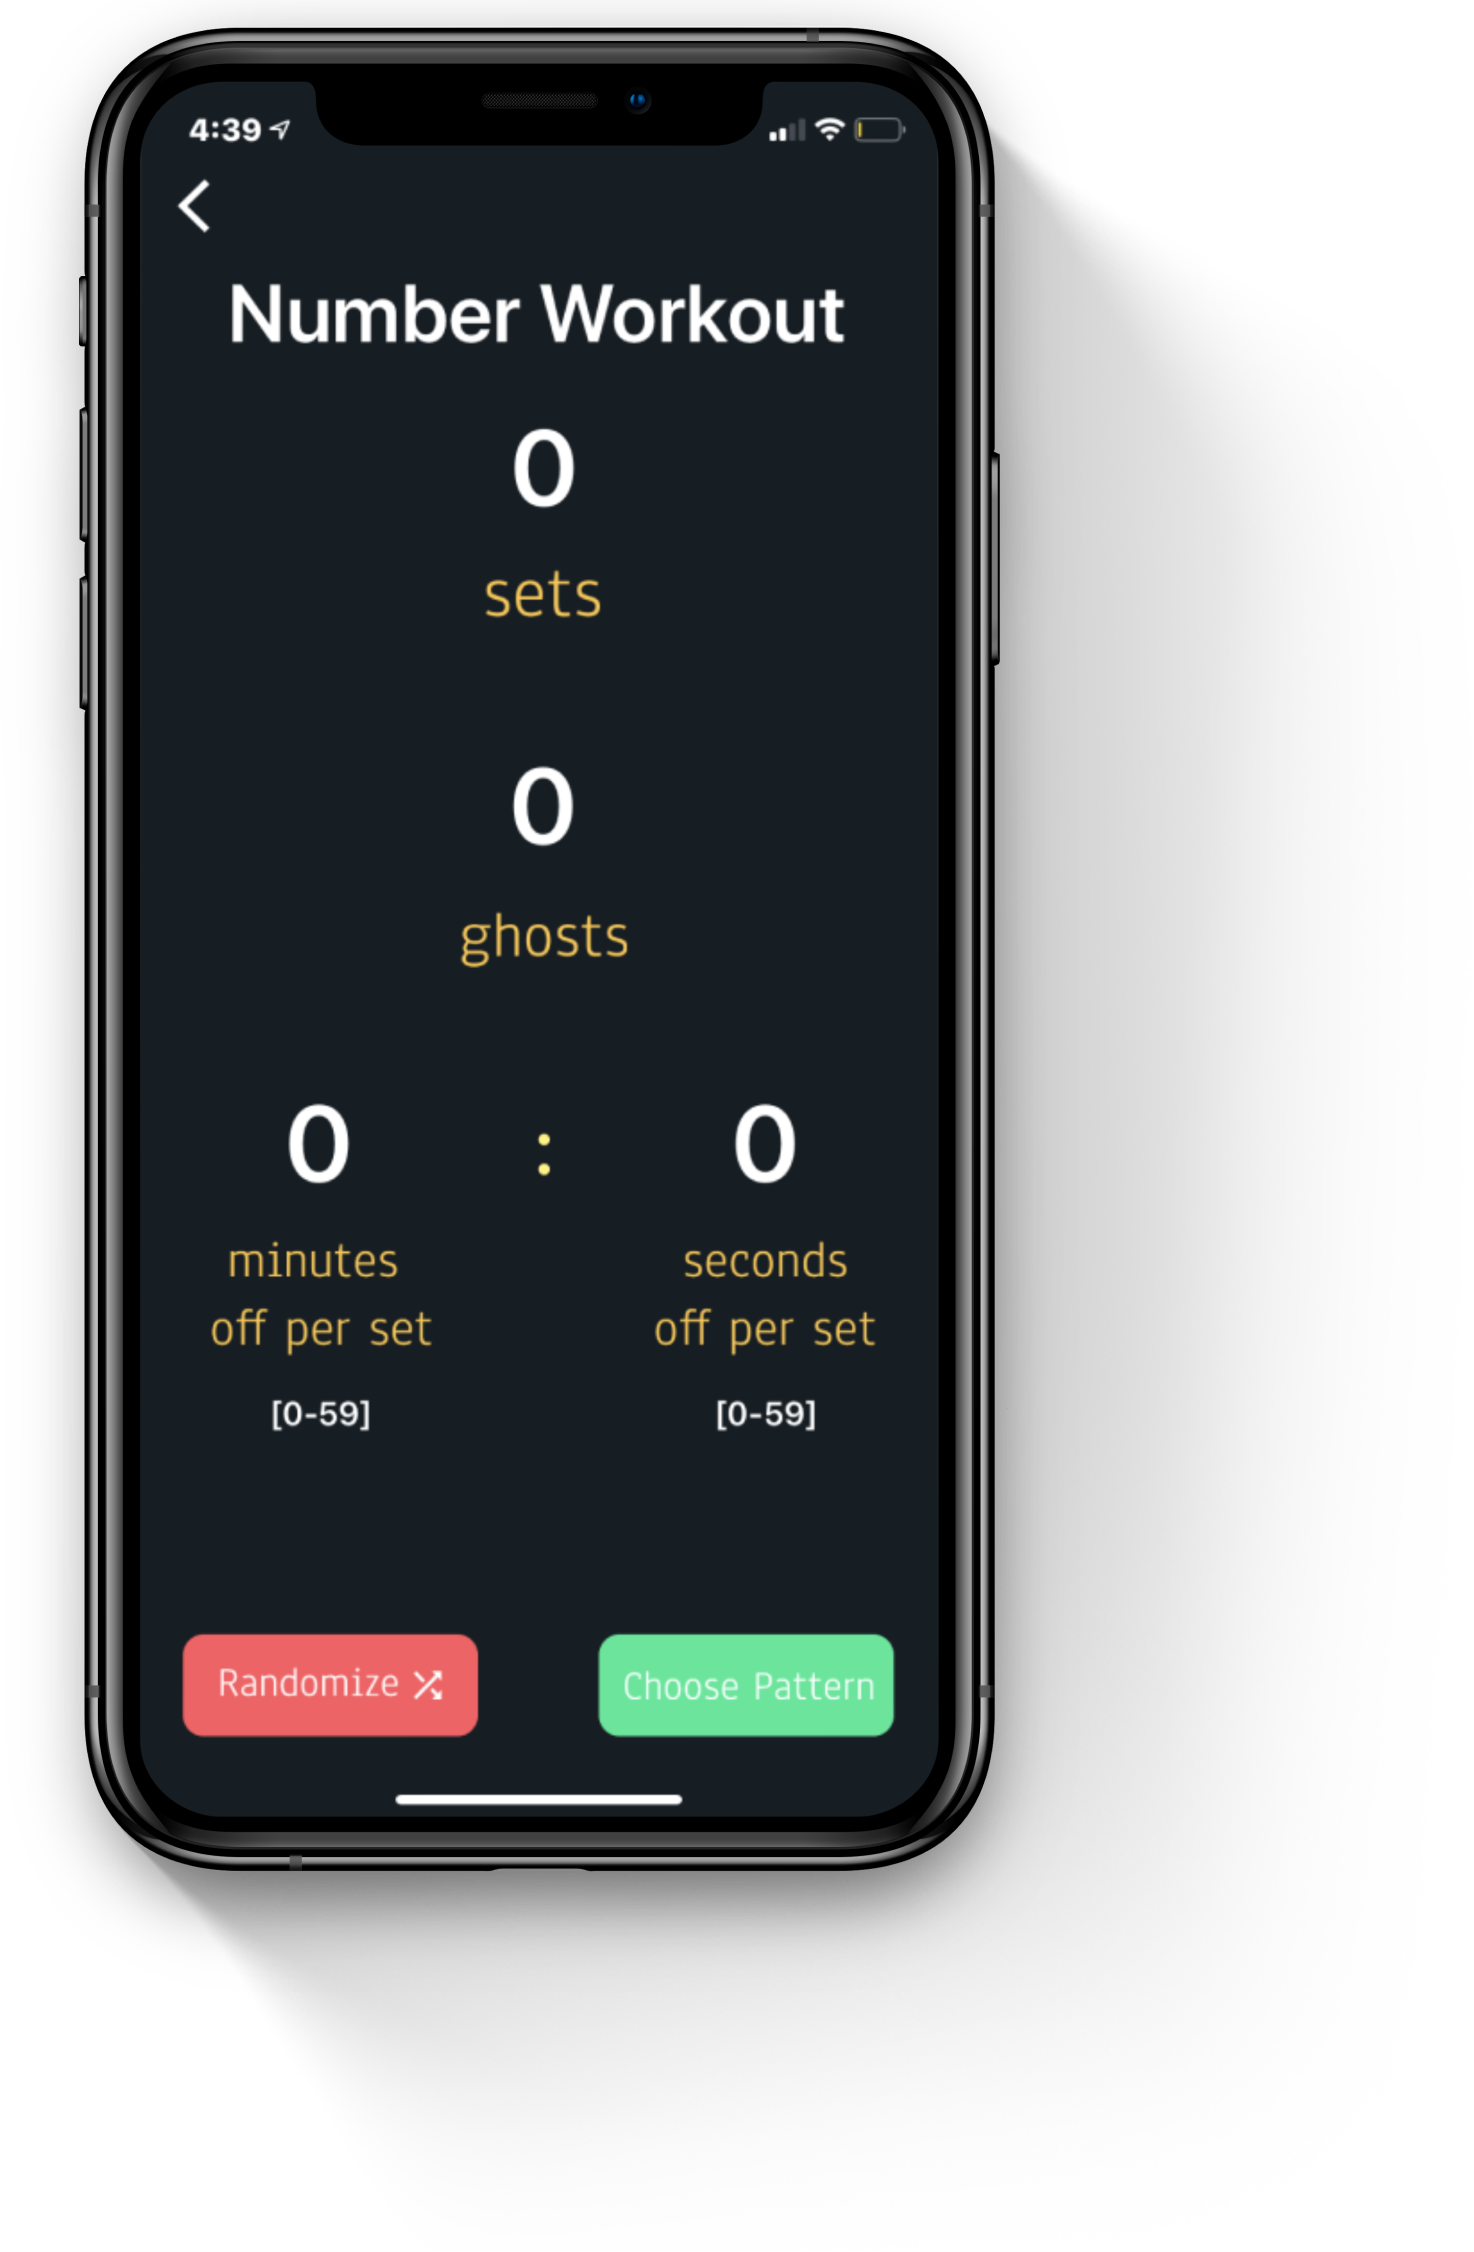 4:39
Number Workout
0
sets
0
ghosts
0 : 0
minutes seconds
off per set off per set
[0-59] [0-59]
Randomize Choose Pattern